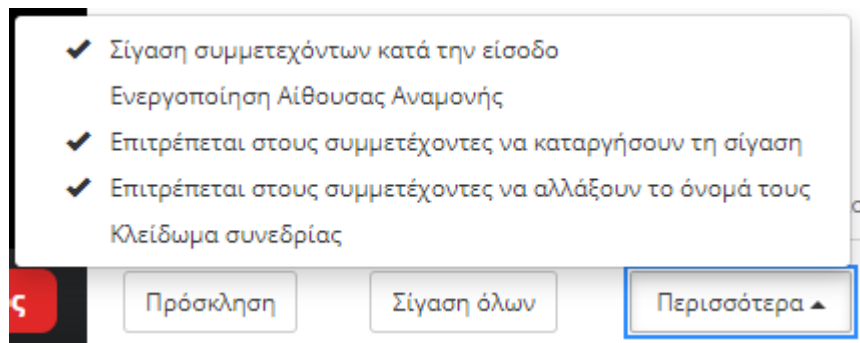 Σίγαση συμμετεχόντων κατά την είσοδο
Ενεργοποίηση Αίθουσας Αναμονής
Επιτρέπεται στους συμμετέχοντες να καταργήσουν τη σίγαση
Επιτρέπεται στους συμμετέχοντες να αλλάξουν το όνομά τους
Κλείδωμα συνεδρίας
Πρόσκληση Σίγαση όλων Περισσότερα